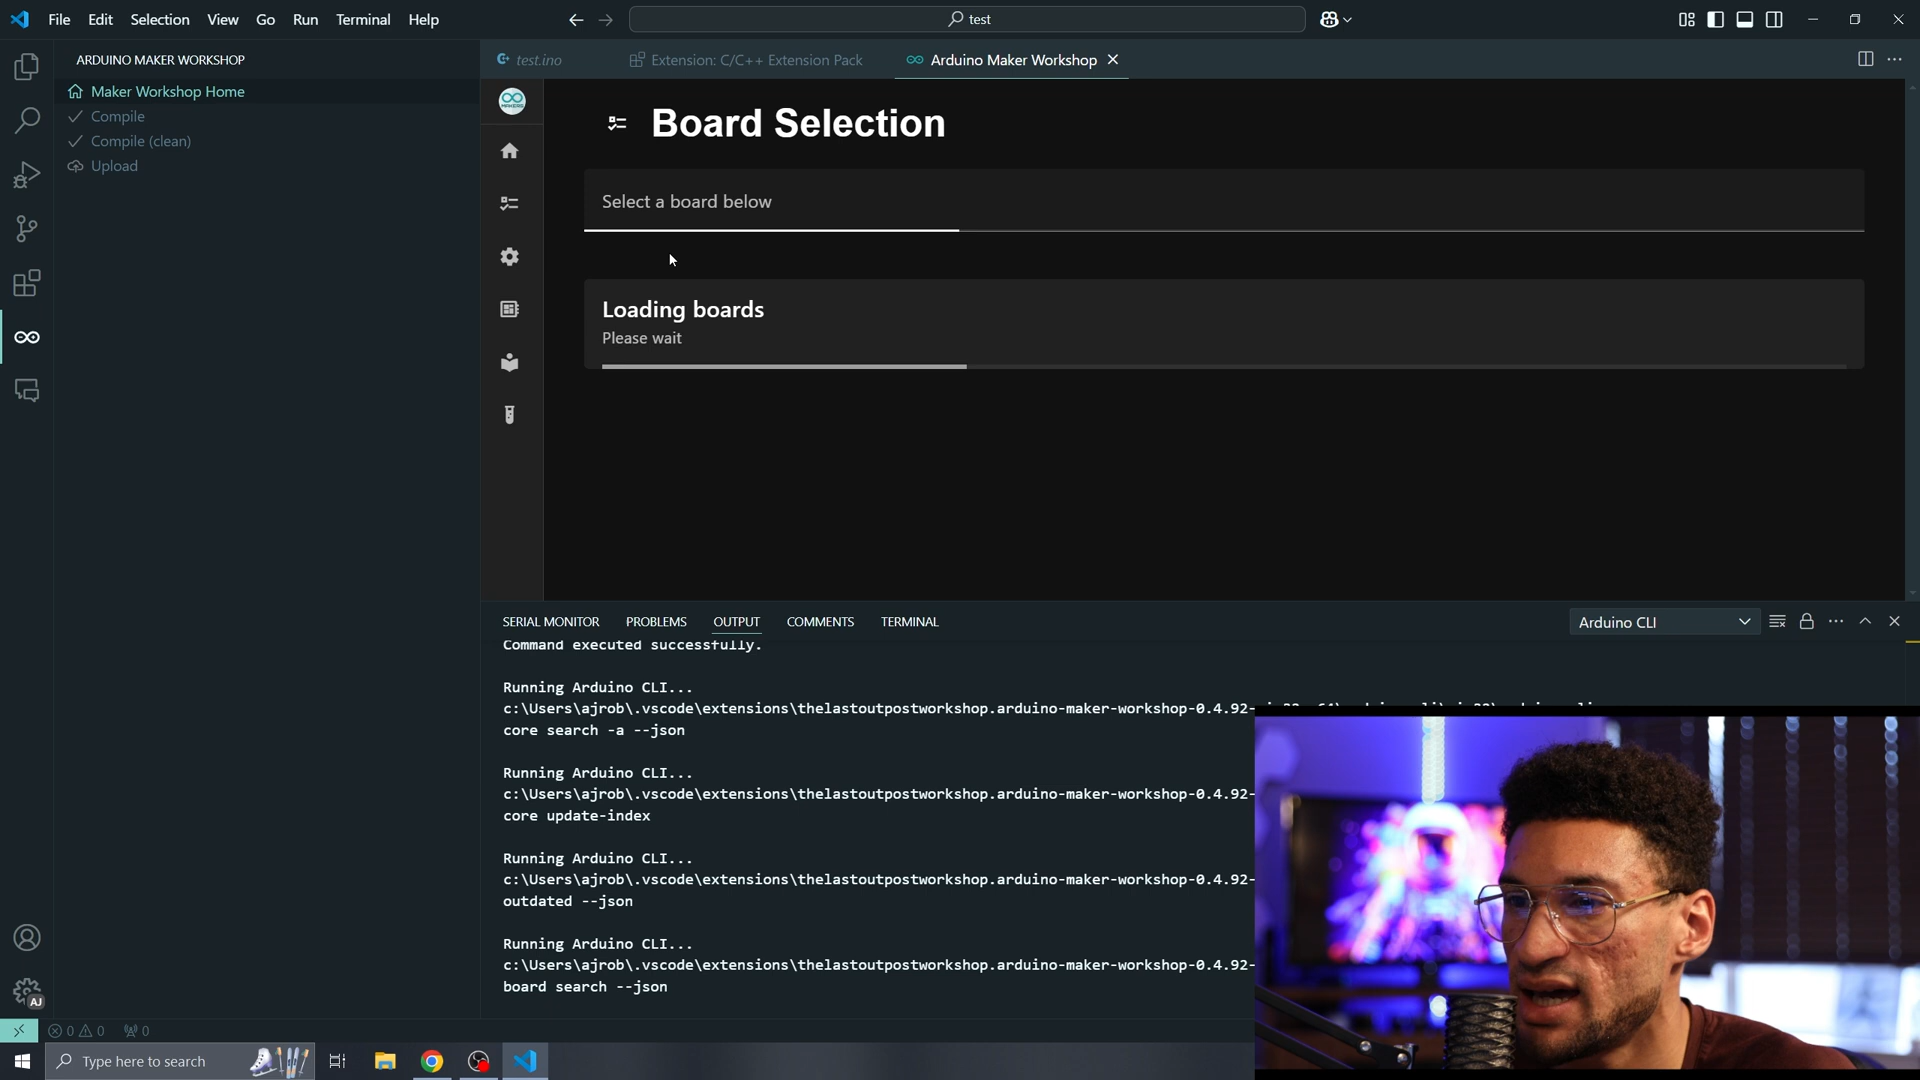 File Edit Selection View Go Run Terminal Help
test
ARDUINO MAKER WORKSHOP
test.ino
Extension: C/C++ Extension Pack
Arduino Maker Workshop
Maker Workshop Home
Compile
Compile (clean)
Upload
Board Selection
Select a board below
Loading boards
Please wait
SERIAL MONITOR PROBLEMS OUTPUT COMMENTS TERMINAL
Arduino CLI
Command executed successfully.
Running Arduino CLI...
c:\Users\ajrob\.vscode\extensions\thelastoutpostworkshop.arduino-maker-workshop-0.4.92-
core search -a --json
Running Arduino CLI...
c:\Users\ajrob\.vscode\extensions\thelastoutpostworkshop.arduino-maker-workshop-0.4.92-
core update-index
Running Arduino CLI...
c:\Users\ajrob\.vscode\extensions\thelastoutpostworkshop.arduino-maker-workshop-0.4.92-
outdated --json
Running Arduino CLI...
c:\Users\ajrob\.vscode\extensions\thelastoutpostworkshop.arduino-maker-workshop-0.4.92-
board search --json
AJ
0 0 0
Type here to search